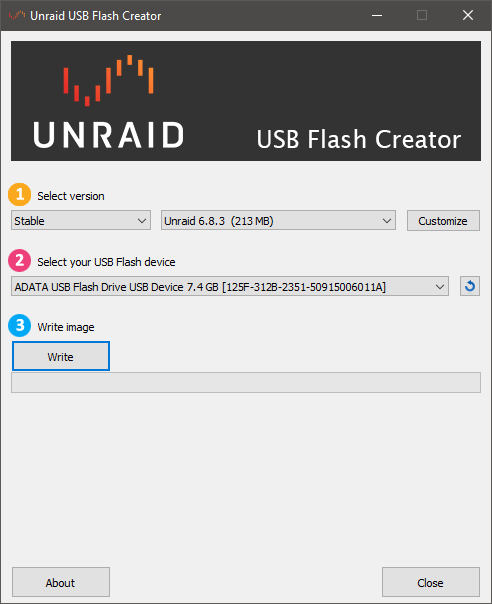 Unraid USB Flash Creator
UNRAID
USB Flash Creator
1 Select version
Stable Unraid 6.8.3 (213 MB) Customize
2 Select your USB Flash device
ADATA USB Flash Drive USB Device 7.4 GB [125F-312B-2351-50915006011A]
3 Write image
Write
About Close